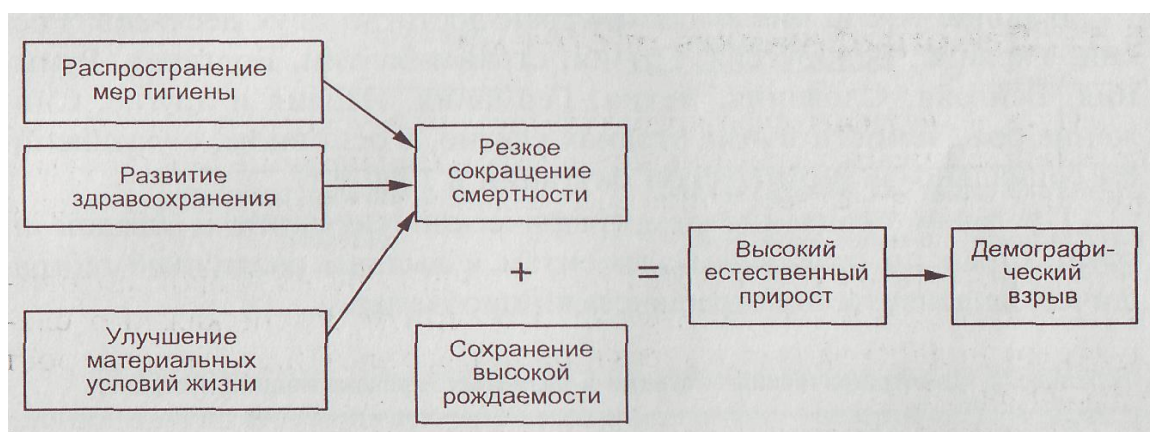 Распространение
мер гигиены
Развитие
здравоохранения
Улучшение
материальных
условий жизни
Резкое
сокращение
смертности
+
Сохранение
высокой
рождаемости
=
Высокий
естественный
прирост
Демографи-
ческий
взрыв